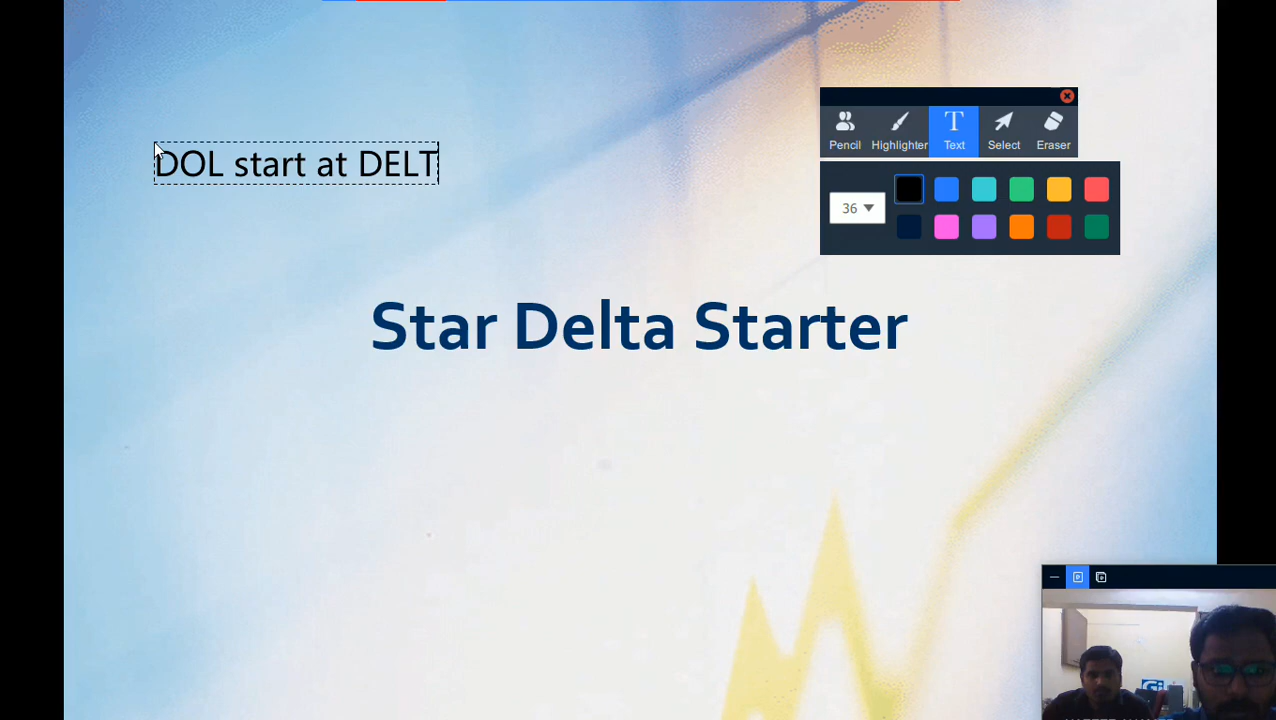 DOL start at DELT
Pencil
Highlighter
Text
Select
Eraser
36
Star Delta Starter